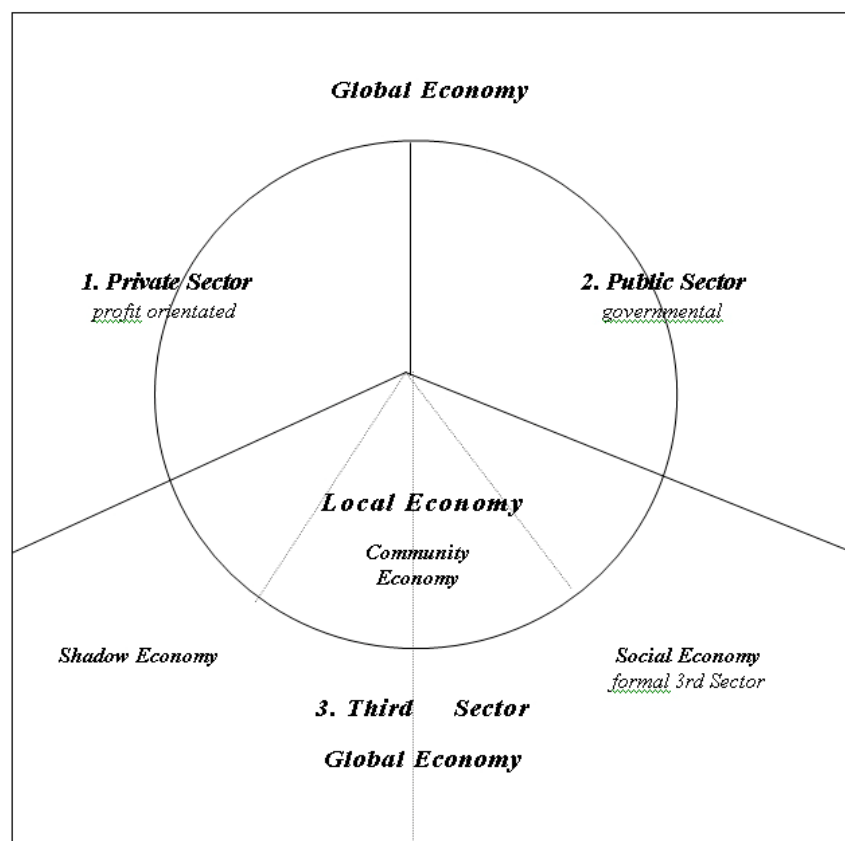 Global Economy
1. Private Sector
profit orientated
2. Public Sector
governmental
Local Economy
Community
Economy
Shadow Economy
Social Economy
formal 3rd Sector
3. Third Sector
Global Economy